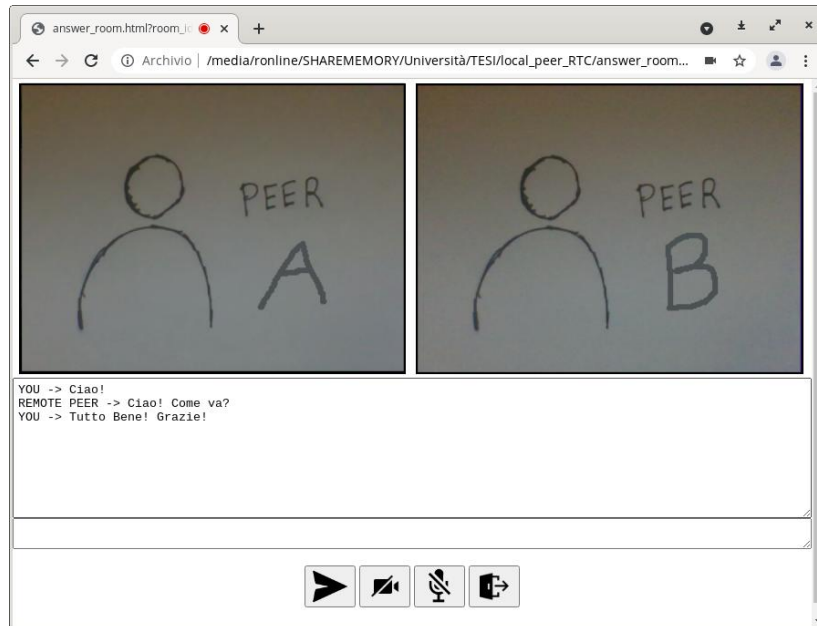 answer_room.html?room_ic
Archivio | /media/ronline/SHAREMEMORY/Università/TESI/local_peer_RTC/answer_room...
PEER
A
PEER
B
YOU -> Ciao!
REMOTE PEER -> Ciao! Come va?
YOU -> Tutto Bene! Grazie!